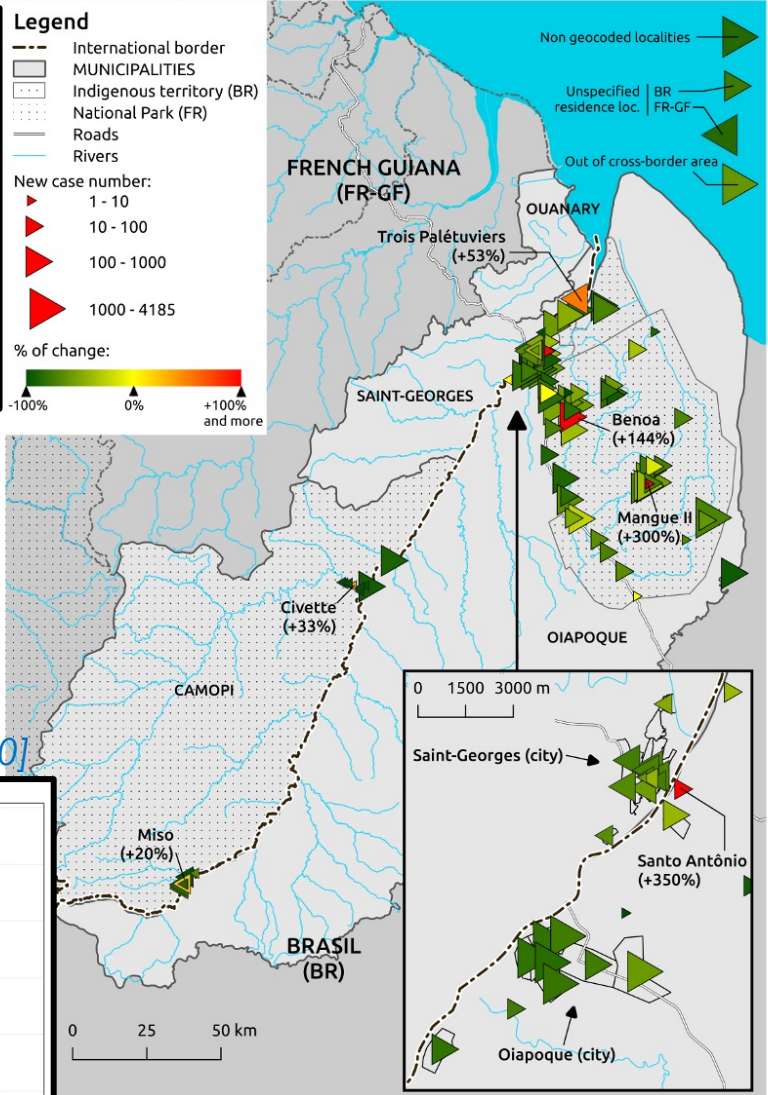 Legend
International border
MUNICIPALITIES
Indigenous territory (BR)
National Park (FR)
Roads
Rivers
New case number:
1 - 10
10 - 100
100 - 1000
1000 - 4185
% of change:
-100%
0%
+100%
and more
Non geocoded localities
Unspecified
residence loc.
BR
FR-GF
Out of cross-border area
FRENCH GUIANA
(FR-GF)
OUANARY
Trois Palétuviers
(+53%)
SAINT-GEORGES
Benoa
(+144%)
Mangue II
(+300%)
Civette
(+33%)
OIAPOQUE
CAMOPI
0]
Miso
(+20%)
BRASIL
(BR)
0 25 50 km
0 1500 3000 m
Saint-Georges (city)
Santo Antônio
(+350%)
Oiapoque (city)